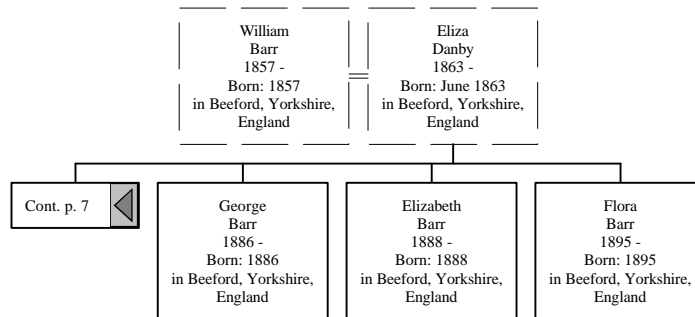 William
Barr
1857 -
Born: 1857
in Beeford, Yorkshire,
England
Eliza
Danby
1863 -
Born: June 1863
in Beeford, Yorkshire,
England
Cont. p. 7
George
Barr
1886 -
Born: 1886
in Beeford, Yorkshire,
England
Elizabeth
Barr
1888 -
Born: 1888
in Beeford, Yorkshire,
England
Flora
Barr
1895 -
Born: 1895
in Beeford, Yorkshire,
England